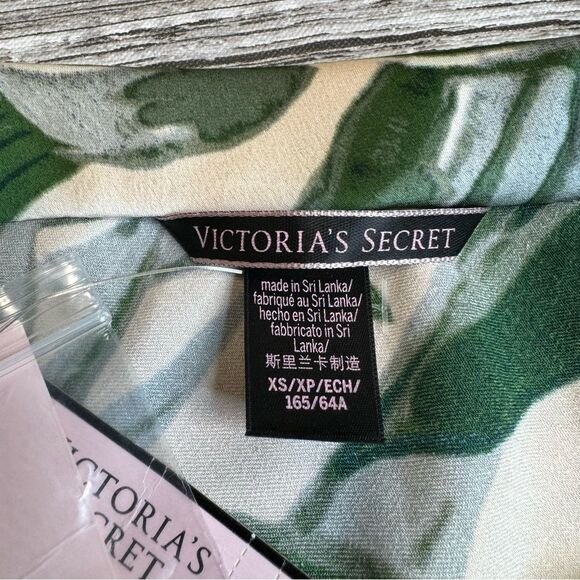 VICTORIA'S SECRET
made in Sri Lanka/
fabriqué au Sri Lanka/
hecho en Sri Lanka/
fabbricato in Sri
Lanka/
斯里兰卡制造
XS/XP/ECH/
165/64A
VICTORIA'S
SECRET